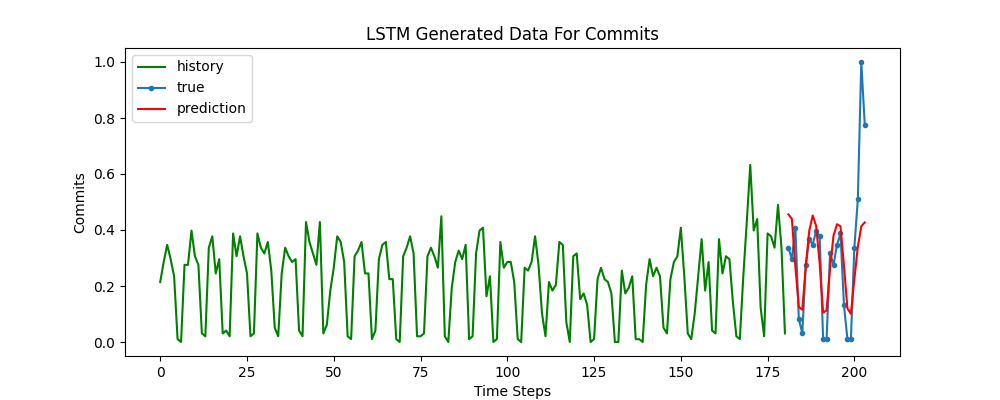 LSTM Generated Data For Commits
history
true
prediction
Commits
1.0
0.8
0.6
0.4
0.2
0.0
0 25 50 75 100 125 150 175 200
Time Steps